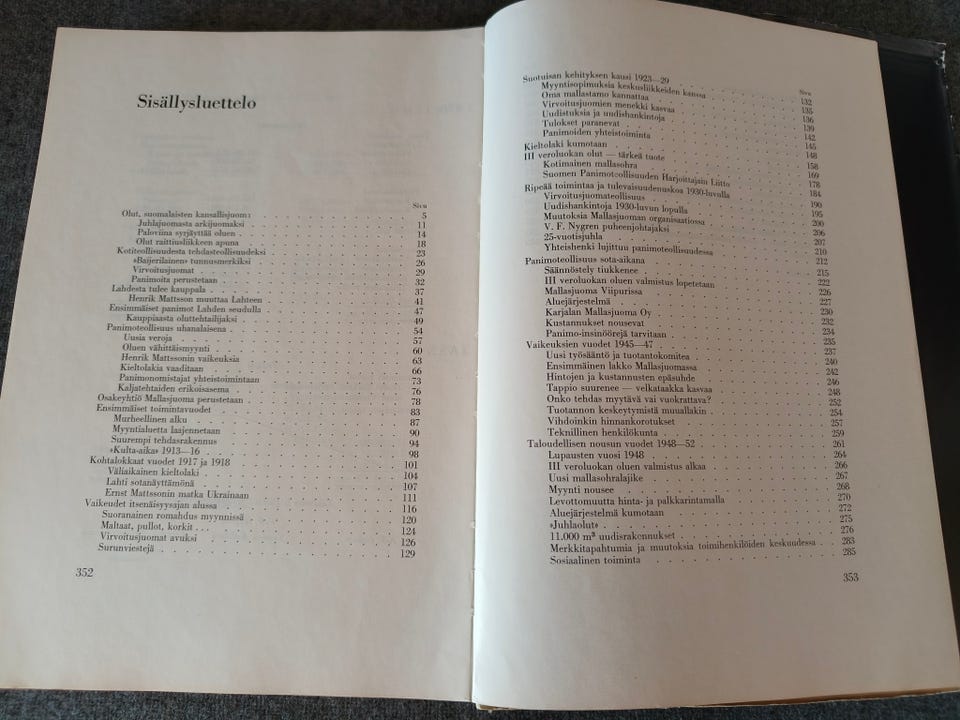 Sisällysluettelo
Sivu
Olut, suomalaisten kansallisjuoma 5
Juhlajuomasta arkijuomaksi . . . . . 11
Paloviina syrjäyttää oluen . . . . . 14
Olut raittiusliikkeen apuna . . . . . 18
Kotiteollisuudesta tehdasteollisuudeksi . . . . . 23
»Baijerilainen» tunnusmerkiksi . . . . . 26
Virvoitusjuomat . . . . . 29
Panimoita perustetaan . . . . . 32
Lahdesta tulee kauppala . . . . . 37
Henrik Mattsson muuttaa Lahteen . . . . . 41
Ensimmäiset panimot Lahden seudulla . . . . . 47
Kauppiaasta oluttehtailijaksi . . . . . 49
Panimoteollisuus uhanalaisena . . . . . 54
Uusia veroja . . . . . 57
Oluen vähittäismyynti . . . . . 60
Henrik Mattssonin vaikeuksia . . . . . 63
Kieltolakia vaaditaan . . . . . 66
Panimonomistajat yhteistoimintaan . . . . . 73
Kaljatehtaiden erikoisasema . . . . . 76
Osakeyhtiö Mallasjuoma perustetaan . . . . . 78
Ensimmäiset toimintavuodet . . . . . 83
Murheellinen alku . . . . . 87
Myyntialuetta laajennetaan . . . . . 90
Suurempi tehdasrakennus . . . . . 94
»Kulta-aika» 1913—16 . . . . . 98
Kohtalokkaat vuodet 1917 ja 1918 . . . . . 101
Väliaikainen kieltolaki . . . . . 104
Lahti sotanäyttämönä . . . . . 107
Ernst Mattssonin matka Ukrainaan . . . . . 111
Vaikeudet itsenäisyysajan alussa . . . . . 116
Suoranainen romahdus myynnissä . . . . . 120
Maltaat, pullot, korkit . . . . . 124
Virvoitusjuomat avuksi . . . . . 126
Surunviestejä . . . . . 129
352
Sivu
Suotuisan kehityksen kausi 1923—29 . . . . . 132
Myyntisopimuksia keskusliikkeiden kanssa . . . . . 135
Oma mallastamo kannattaa . . . . . 136
Virvoitusjuomien menekki kasvaa . . . . . 139
Uudistuksia ja uudishankintoja . . . . . 142
Tulokset paranevat . . . . . 145
Panimoiden yhteistoiminta . . . . . 148
Kieltolaki kumotaan . . . . . 158
III veroluokan olut — tärkeä tuote . . . . . 169
Kotimainen mallasohra . . . . . 178
Suomen Panimoteollisuuden Harjoittajain Liitto . . . . . 184
Ripeää toimintaa ja tulevaisuudenuskoa 1930-luvulla . . . . . 190
Virvoitusjuomateollisuus . . . . . 195
Uudishankintoja 1930-luvun lopulla . . . . . 200
Muutoksia Mallasjuoman organisaatiossa . . . . . 206
V. F. Nygren puheenjohtajaksi . . . . . 207
25-vuotisjuhla . . . . . 210
Yhteishenki lujittuu panimoteollisuudessa . . . . . 212
Panimoteollisuus sota-aikana . . . . . 215
Säännöstely tiukkenee . . . . . 222
III veroluokan oluen valmistus lopetetaan . . . . . 226
Mallasjuoma Viipurissa . . . . . 227
Aluejärjestelmä . . . . . 230
Karjalan Mallasjuoma Oy . . . . . 232
Kustannukset nousevat . . . . . 234
Panimo-insinöörejä tarvitaan . . . . . 235
Vaikeuksien vuodet 1945—47 . . . . . 237
Uusi työsääntö ja tuotantokomitea . . . . . 240
Ensimmäinen lakko Mallasjuomassa . . . . . 242
Hintojen ja kustannusten epäsuhde . . . . . 246
Tappio suurenee — velkataakka kasvaa . . . . . 248
Onko tehdas myytävä vai vuokrattava? . . . . . 252
Tuotannon keskeytymistä muuallakin . . . . . 254
Vihdoinkin hinnankorotukset . . . . . 257
Teknillinen henkilökunta . . . . . 259
Taloudellisen nousun vuodet 1948—52 . . . . . 261
Lupausten vuosi 1948 . . . . . 264
III veroluokan oluen valmistus alkaa . . . . . 266
Uusi mallasohralajike . . . . . 267
Myynti nousee . . . . . 268
Levottomuutta hinta- ja palkkarintamalla . . . . . 270
Aluejärjestelmä kumotaan . . . . . 272
»Juhlaolut» . . . . . 275
11.000 m³ uudisrakennukset . . . . . 276
Merkkitapahtumia ja muutoksia toimihenkilöiden keskuudessa . . 283
Sosiaalinen toiminta . . . . . 285
353